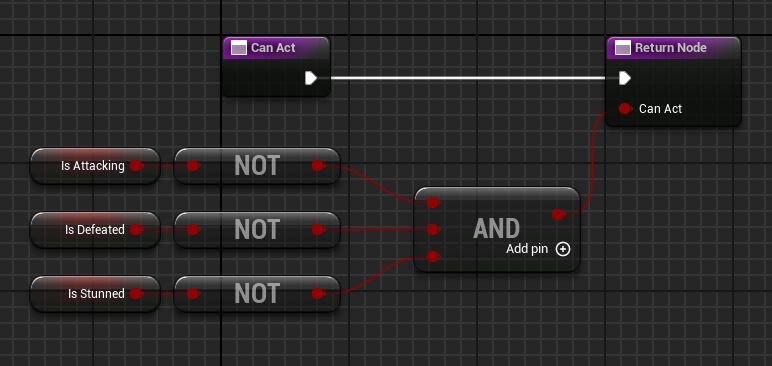 Can Act
Return Node
Can Act
Is Attacking
NOT
Is Defeated
NOT
AND
Add pin
Is Stunned
NOT